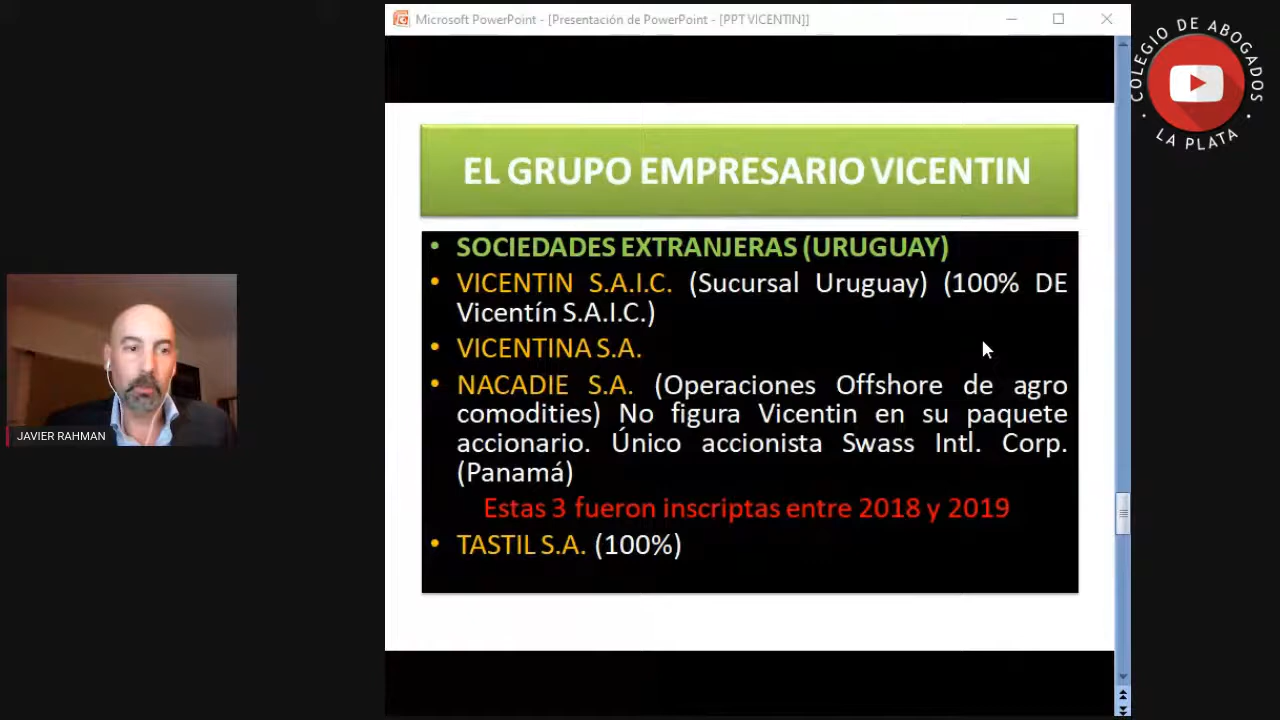 Microsoft PowerPoint - [Presentación de PowerPoint - [PPT VICENTIN]]
COLEGIO DE ABOGADOS
· LA PLATA ·
EL GRUPO EMPRESARIO VICENTIN
• SOCIEDADES EXTRANJERAS (URUGUAY)
• VICENTIN S.A.I.C. (Sucursal Uruguay) (100% DE
Vicentín S.A.I.C.)
• VICENTINA S.A.
• NACADIE S.A. (Operaciones Offshore de agro
comodities) No figura Vicentin en su paquete
accionario. Único accionista Swass Intl. Corp.
(Panamá)
Estas 3 fueron inscriptas entre 2018 y 2019
• TASTIL S.A. (100%)
JAVIER RAHMAN